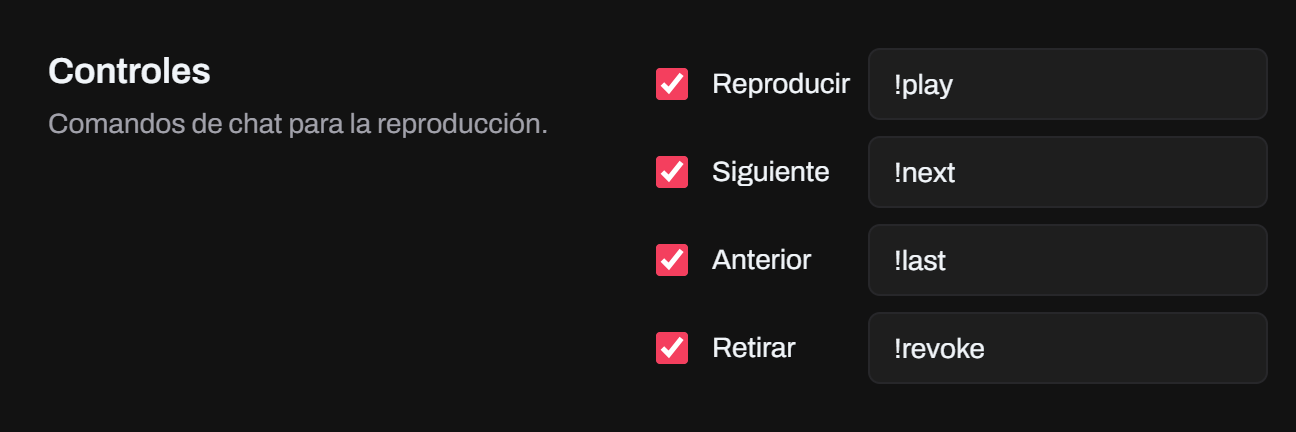 Controles
Comandos de chat para la reproducción.
Reproducir !play
Siguiente !next
Anterior !last
Retirar !revoke